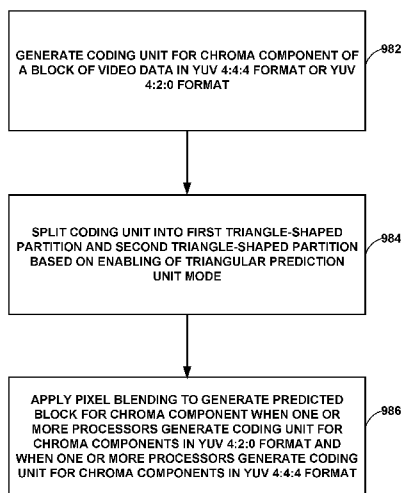 GENERATE CODING UNIT FOR CHROMA COMPONENT OF
A BLOCK OF VIDEO DATA IN YUV 4:4:4 FORMAT OR YUV
4:2:0 FORMAT
982
SPLIT CODING UNIT INTO FIRST TRIANGLE-SHAPED
PARTITION AND SECOND TRIANGLE-SHAPED PARTITION
BASED ON ENABLING OF TRIANGULAR PREDICTION
UNIT MODE
984
APPLY PIXEL BLENDING TO GENERATE PREDICTED
BLOCK FOR CHROMA COMPONENT WHEN ONE OR
MORE PROCESSORS GENERATE CODING UNIT FOR
CHROMA COMPONENTS IN YUV 4:2:0 FORMAT AND
WHEN ONE OR MORE PROCESSORS GENERATE CODING
UNIT FOR CHROMA COMPONENTS IN YUV 4:4:4 FORMAT
986